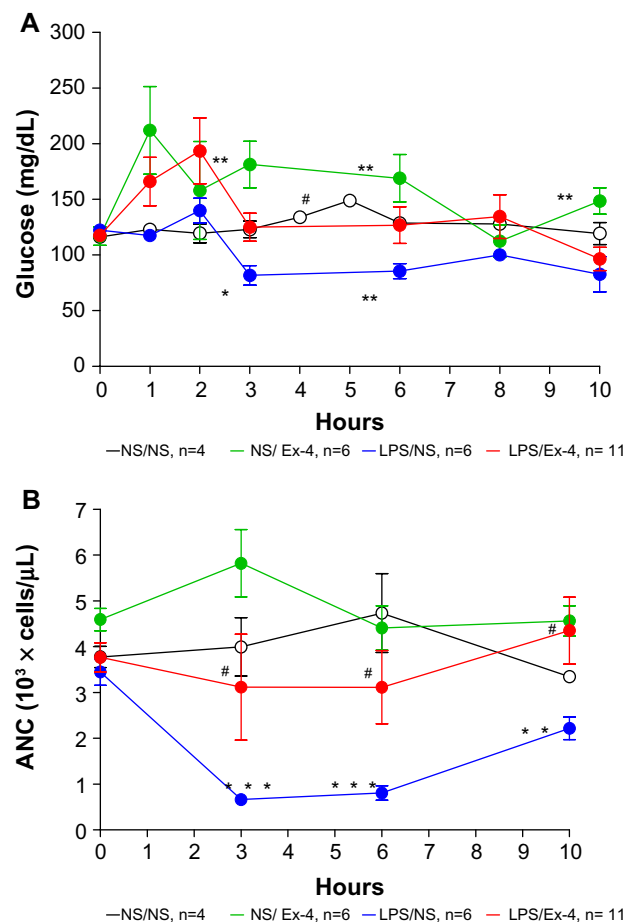 A
300
250
200
150
100
50
0
Glucose (mg/dL)
**
**
**
#
*
**
0 1 2 3 4 5 6 8 7 8 10
Hours
NS/NS, n=4 NS/ Ex-4, n=6 LPS/NS, n=6 LPS/Ex-4, n= 11
B
7
6
5
4
3
2
1
0
ANC (10³ × cells/µL)
#
#
#
* * *
* * *
* *
0 1 2 3 4 5 6 7 8 10
Hours
NS/NS, n=4 NS/ Ex-4, n=6 LPS/NS, n=6 LPS/Ex-4, n= 11